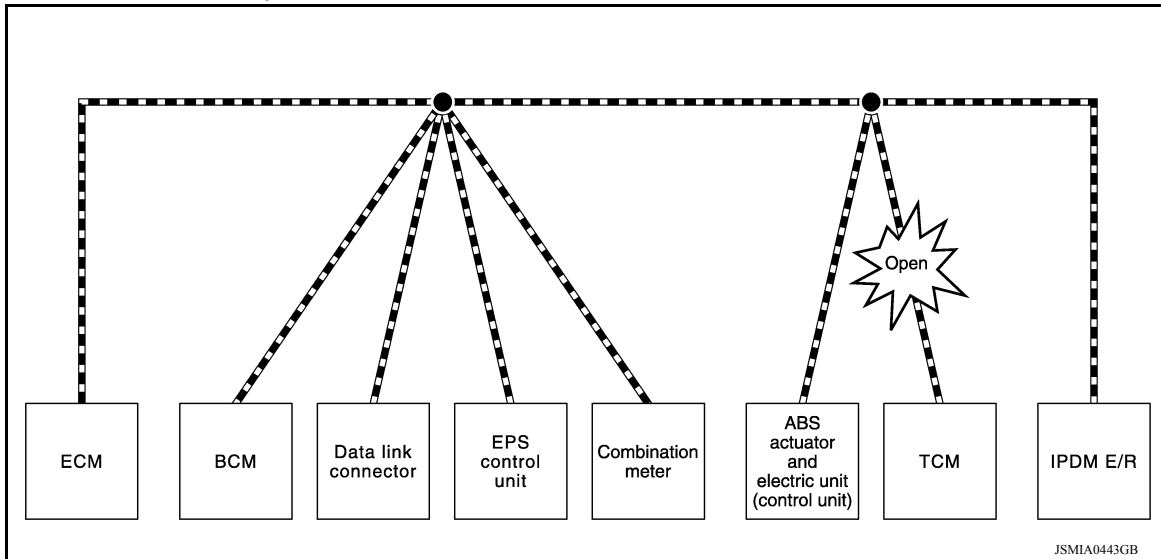 Open
ECM
BCM
Data link
connector
EPS
control
unit
Combination
meter
ABS
actuator
and
electric unit
(control unit)
TCM
IPDM E/R
JSMIA0443GB